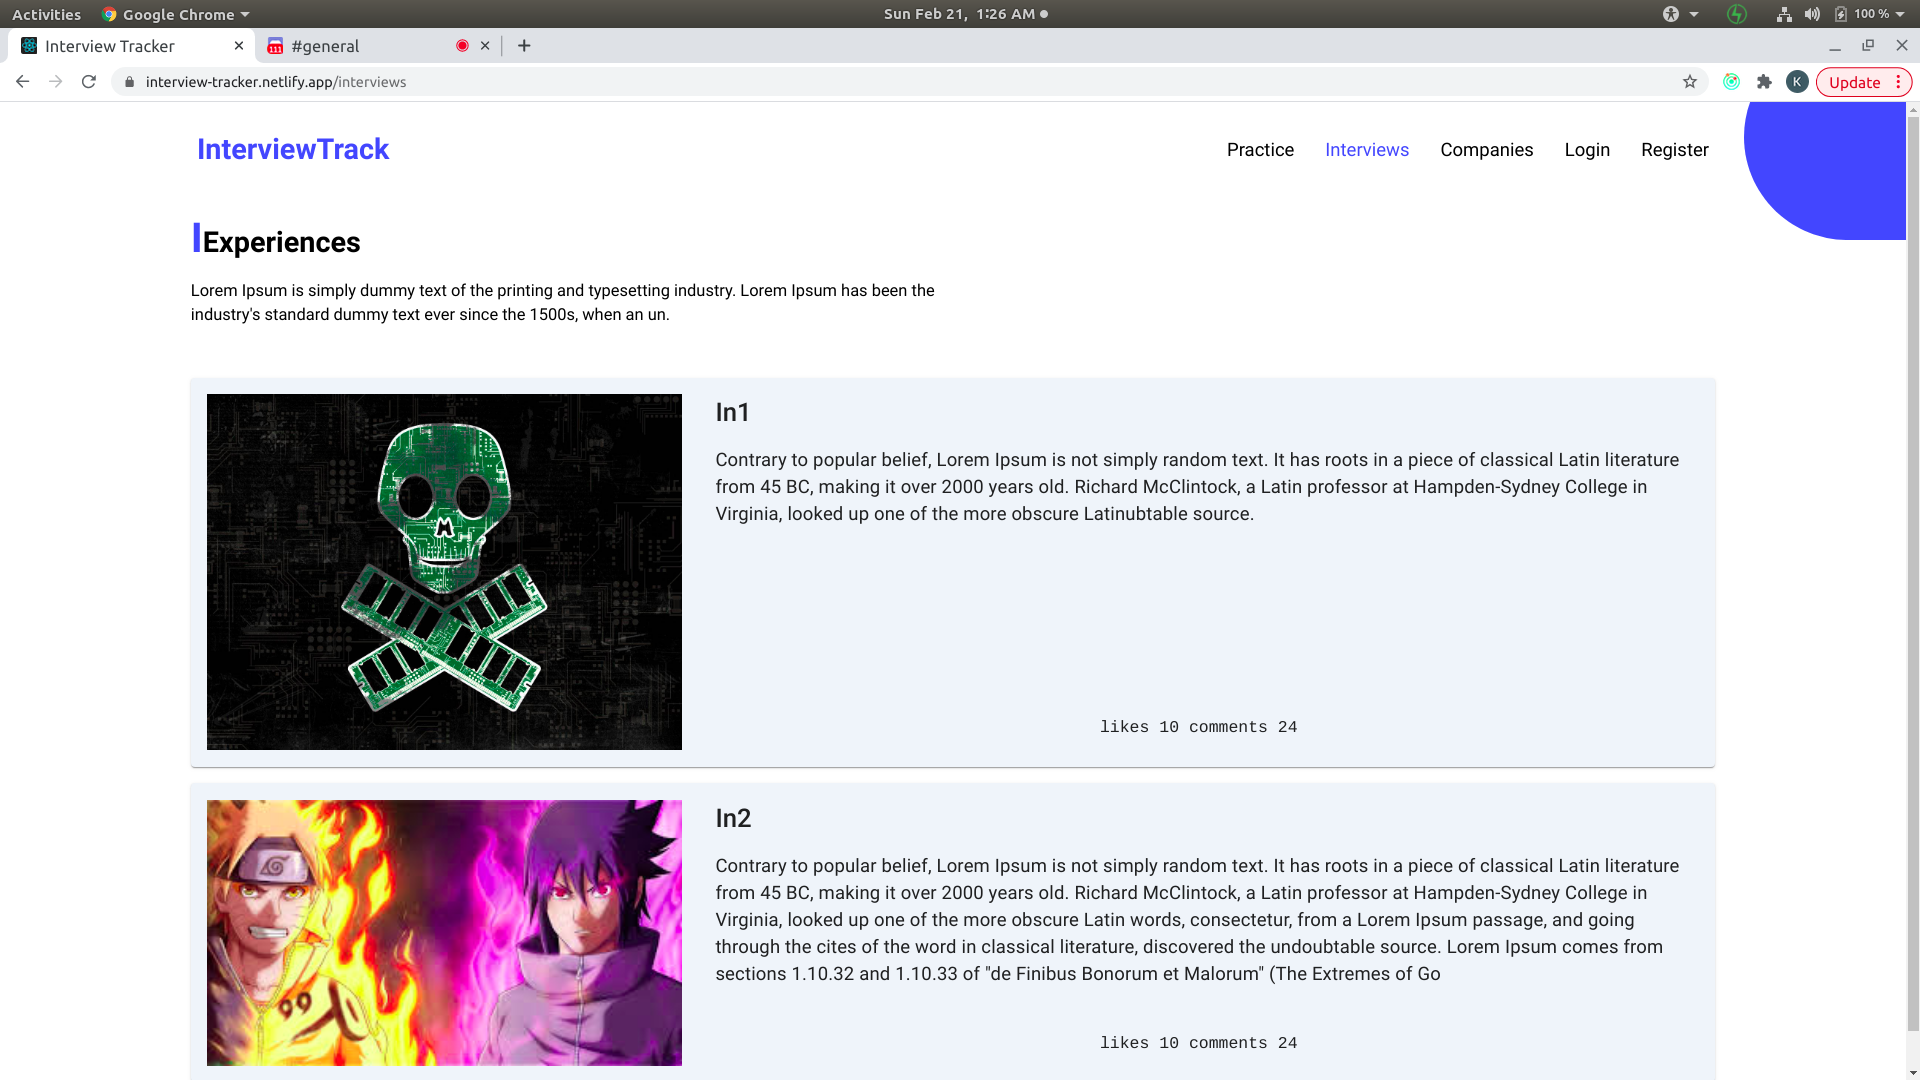 Activities Google Chrome Sun Feb 21, 1:26 AM 100 %
Interview Tracker #general
interview-tracker.netlify.app/interviews K Update
InterviewTrack Practice Interviews Companies Login Register
Experiences
Lorem Ipsum is simply dummy text of the printing and typesetting industry. Lorem Ipsum has been the
industry's standard dummy text ever since the 1500s, when an un.
In1
Contrary to popular belief, Lorem Ipsum is not simply random text. It has roots in a piece of classical Latin literature
from 45 BC, making it over 2000 years old. Richard McClintock, a Latin professor at Hampden-Sydney College in
Virginia, looked up one of the more obscure Latinubtable source.
likes 10 comments 24
In2
Contrary to popular belief, Lorem Ipsum is not simply random text. It has roots in a piece of classical Latin literature
from 45 BC, making it over 2000 years old. Richard McClintock, a Latin professor at Hampden-Sydney College in
Virginia, looked up one of the more obscure Latin words, consectetur, from a Lorem Ipsum passage, and going
through the cites of the word in classical literature, discovered the undoubtable source. Lorem Ipsum comes from
sections 1.10.32 and 1.10.33 of "de Finibus Bonorum et Malorum" (The Extremes of Go
likes 10 comments 24